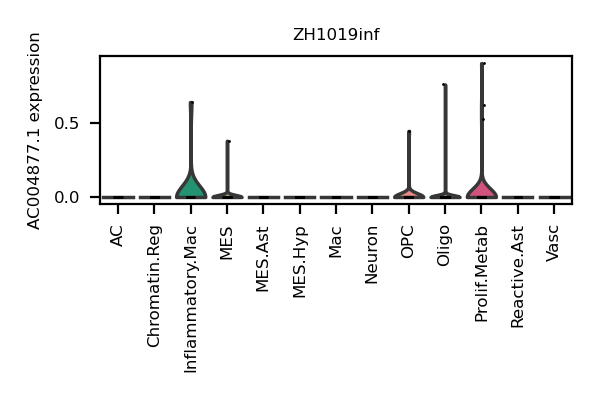 ZH1019inf
AC004877.1 expression
0.5
0.0
AC
Chromatin.Reg
Inflammatory.Mac
MES
MES.Ast
MES.Hyp
Mac
Neuron
OPC
Oligo
Prolif.Metab
Reactive.Ast
Vasc